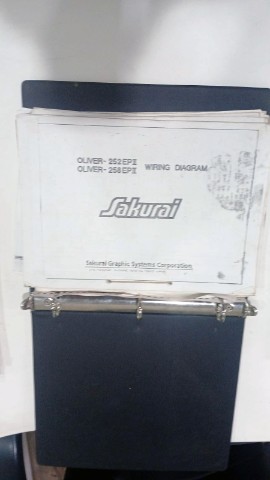 OLIVER-252EPⅡ
OLIVER-258EPⅡ WIRING DIAGRAM
Sakurai
Sakurai Graphic Systems Corporation